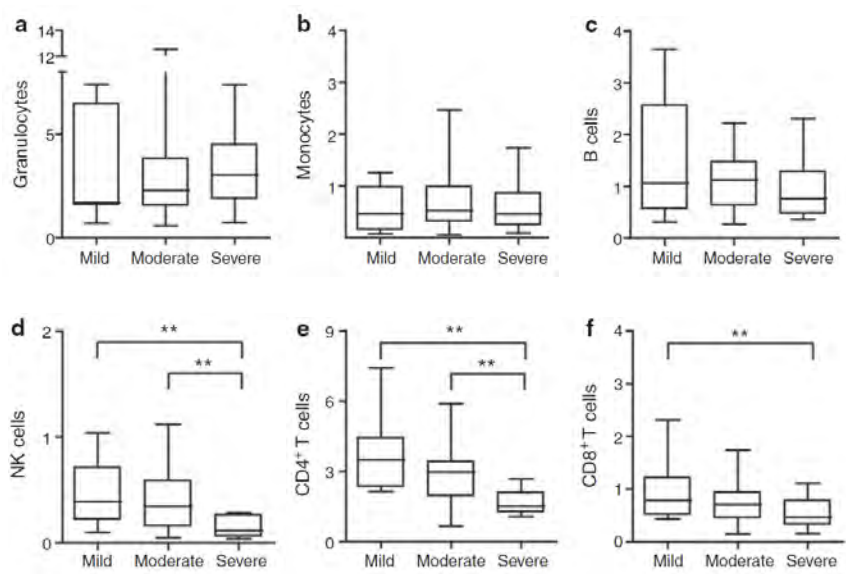 a
14
12
5
0
Granulocytes
Mild Moderate Severe
b
4
3
2
1
Monocytes
Mild Moderate Severe
c
4
3
2
1
0
B cells
Mild Moderate Severe
d
2
1
0
NK cells
**
**
Mild Moderate Severe
e
9
6
3
0
CD4+ T cells
**
**
Mild Moderate Severe
f
4
3
2
1
0
CD8+ T cells
**
Mild Moderate Severe